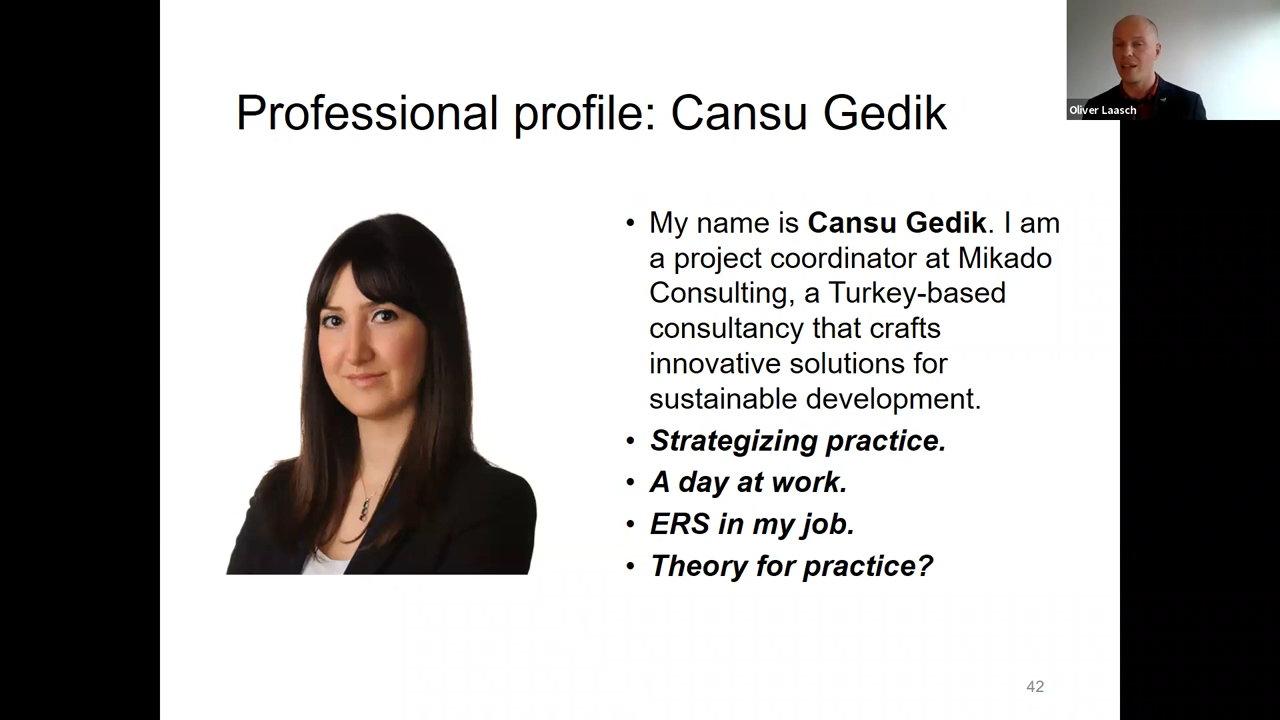 Oliver Laasch
Professional profile: Cansu Gedik
• My name is Cansu Gedik. I am
a project coordinator at Mikado
Consulting, a Turkey-based
consultancy that crafts
innovative solutions for
sustainable development.
• Strategizing practice.
• A day at work.
• ERS in my job.
• Theory for practice?
42